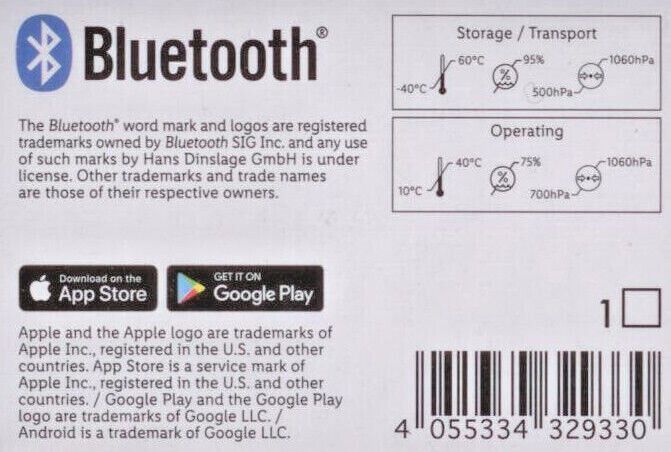 Bluetooth®
The Bluetooth® word mark and logos are registered
trademarks owned by Bluetooth SIG Inc. and any use
of such marks by Hans Dinslage GmbH is under
license. Other trademarks and trade names
are those of their respective owners.
Storage / Transport
60°C
95%
1060hPa
%
-40°C
500hPa
Operating
40°C
75%
1060hPa
%
10°C
700hPa
Download on the
App Store
GET IT ON
Google Play
Apple and the Apple logo are trademarks of
Apple Inc., registered in the U.S. and other
countries. App Store is a service mark of
Apple Inc., registered in the U.S. and other
countries. / Google Play and the Google Play
logo are trademarks of Google LLC. /
Android is a trademark of Google LLC.
1
4 055334 329330